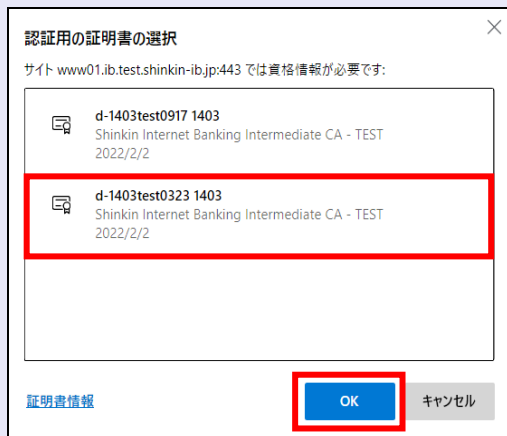 認証用の証明書の選択
サイト www01.ib.test.shinkin-ib.jp:443 では資格情報が必要です:
d-1403test0917 1403
Shinkin Internet Banking Intermediate CA - TEST
2022/2/2
d-1403test0323 1403
Shinkin Internet Banking Intermediate CA - TEST
2022/2/2
証明書情報
OK
キャンセル